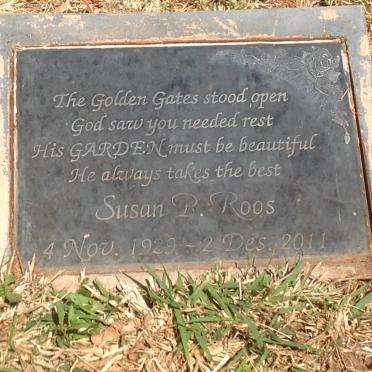 The Golden Gates stood open
God saw you needed rest
His GARDEN must be beautiful
He always takes the best
Susan P. Roos
4 Nov. 1929 - 2 Des. 2011